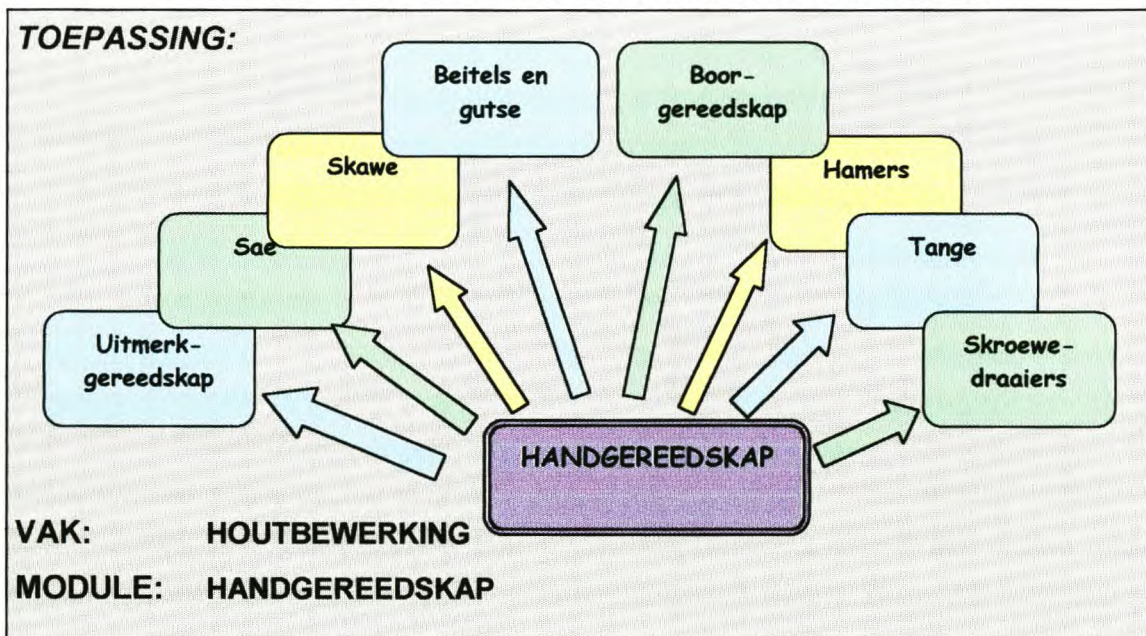 TOEPASSING:
Beitels en
gutse
Boor-
gereedskap
Skawe
Hamers
Sae
Tange
Uitmerk-
gereedskap
Skroewe-
draaiers
HANDGEREEDSKAP
VAK: HOUTBEWERKING
MODULE: HANDGEREEDSKAP